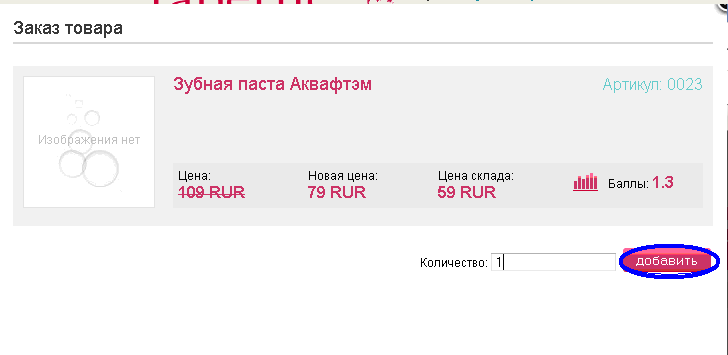 Заказ товара
Зубная паста Аквафтэм
Артикул: 0023
Изображения нет
Цена:
109 RUR
Новая цена:
79 RUR
Цена склада:
59 RUR
Баллы: 1.3
Количество: 1
добавить